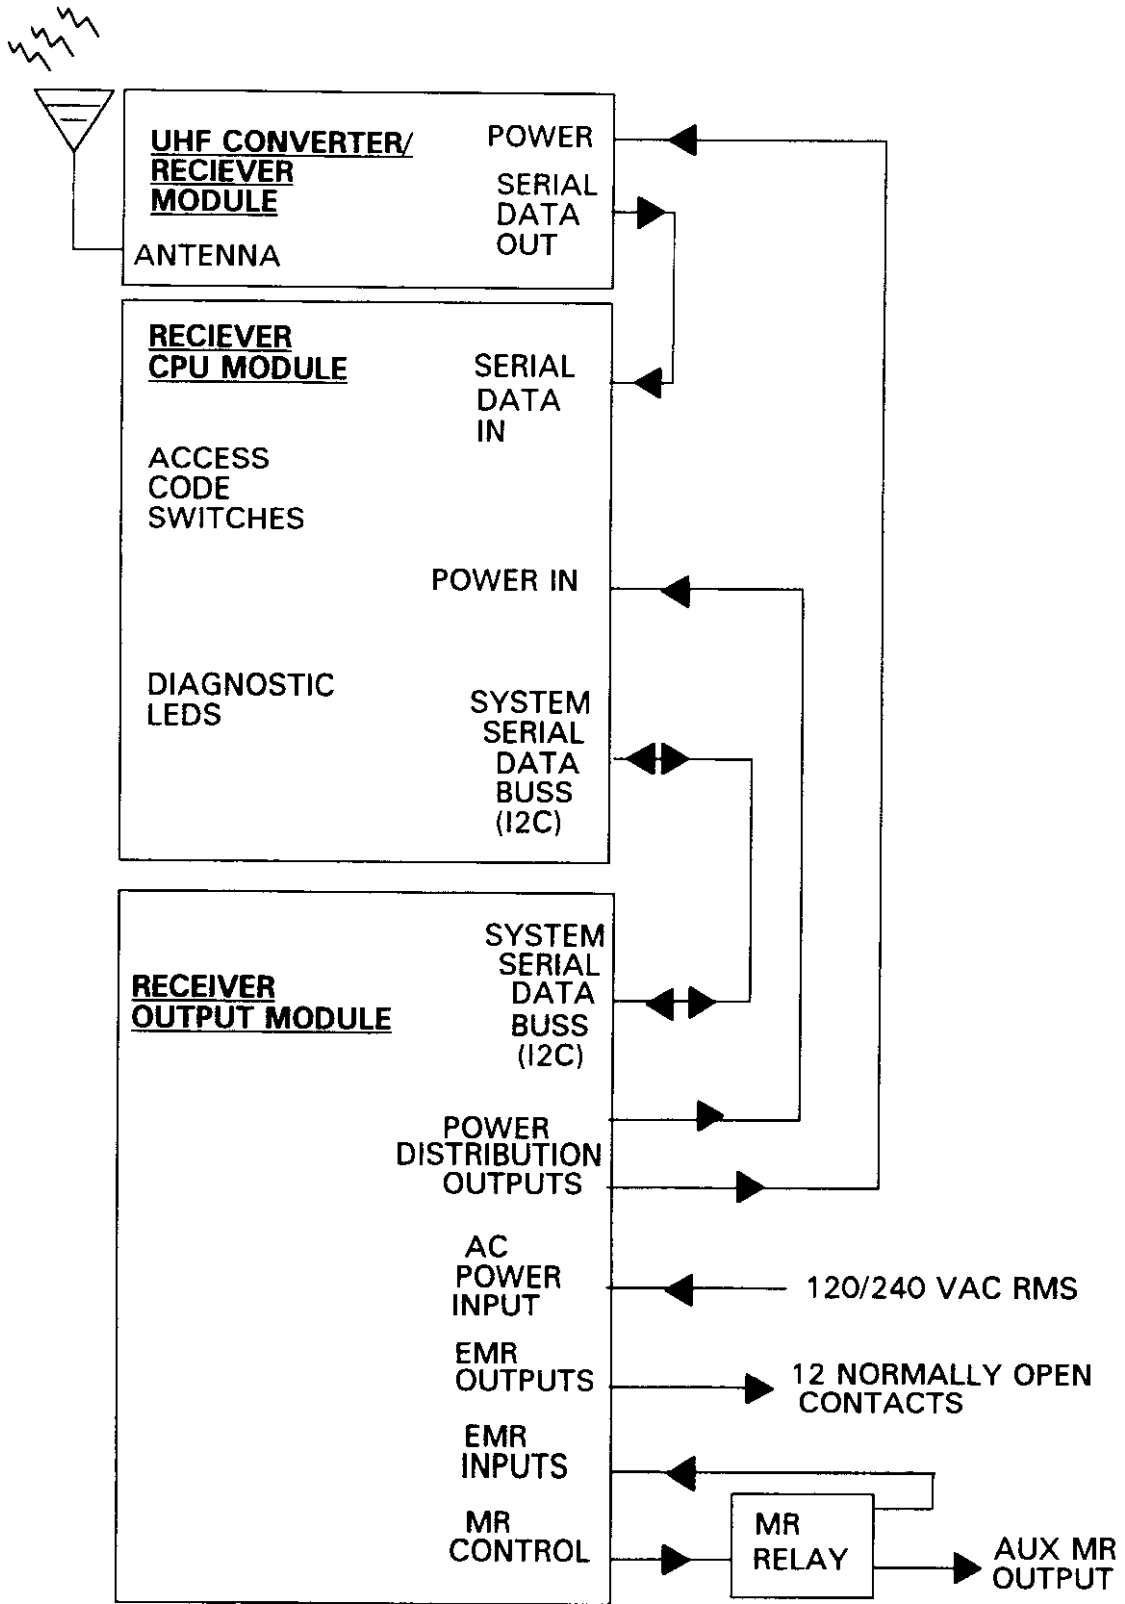 UHF CONVERTER/
RECIEVER
MODULE
ANTENNA
POWER
SERIAL
DATA
OUT
RECIEVER
CPU MODULE
SERIAL
DATA
IN
ACCESS
CODE
SWITCHES
POWER IN
DIAGNOSTIC
LEDS
SYSTEM
SERIAL
DATA
BUSS
(I2C)
RECEIVER
OUTPUT MODULE
SYSTEM
SERIAL
DATA
BUSS
(I2C)
POWER
DISTRIBUTION
OUTPUTS
AC
POWER
INPUT
120/240 VAC RMS
EMR
OUTPUTS
12 NORMALLY OPEN
CONTACTS
EMR
INPUTS
MR
CONTROL
MR
RELAY
AUX MR
OUTPUT